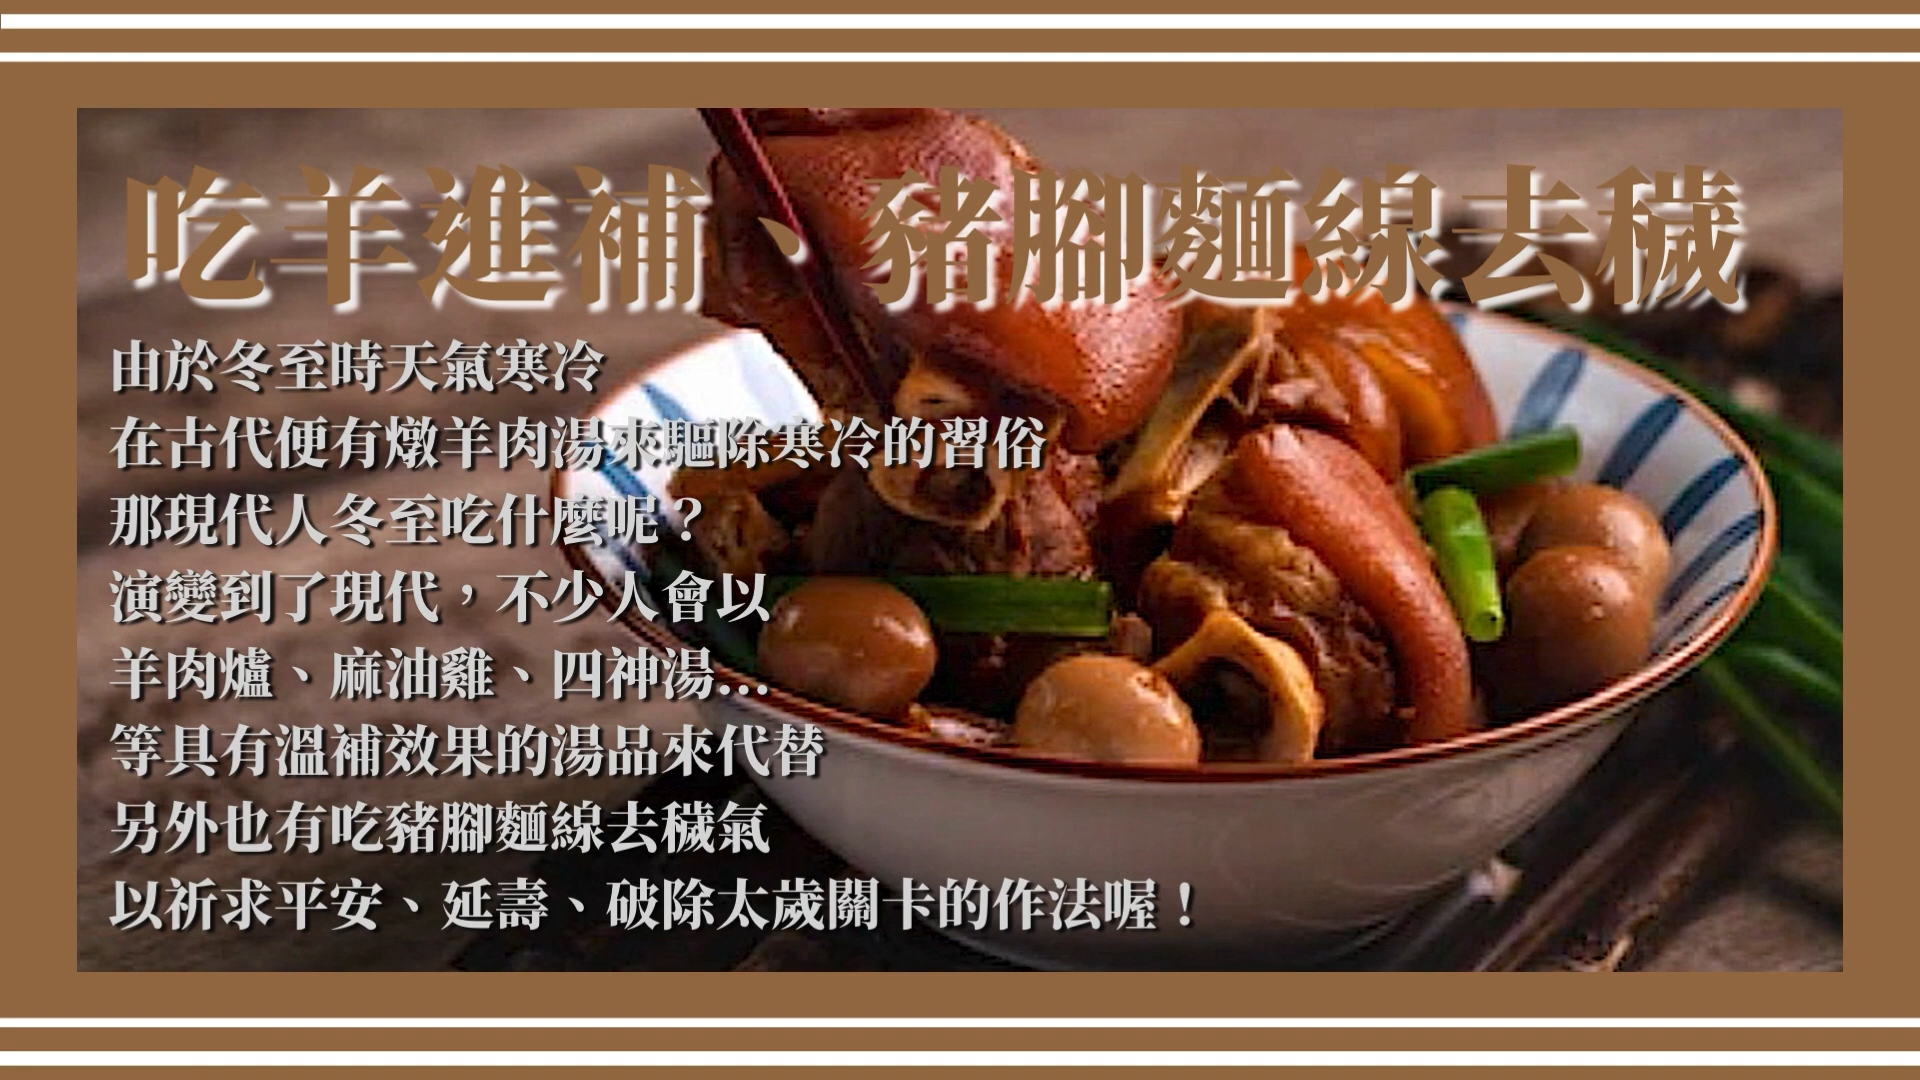 吃羊進補、豬腳麵線去穢
由於冬至時天氣寒冷
在古代便有燉羊肉湯來驅除寒冷的習俗
那現代人冬至吃什麼呢？
演變到了現代，不少人會以
羊肉爐、麻油雞、四神湯...
等具有溫補效果的湯品來代替
另外也有吃豬腳麵線去穢氣
以祈求平安、延壽、破除太歲關卡的作法喔！